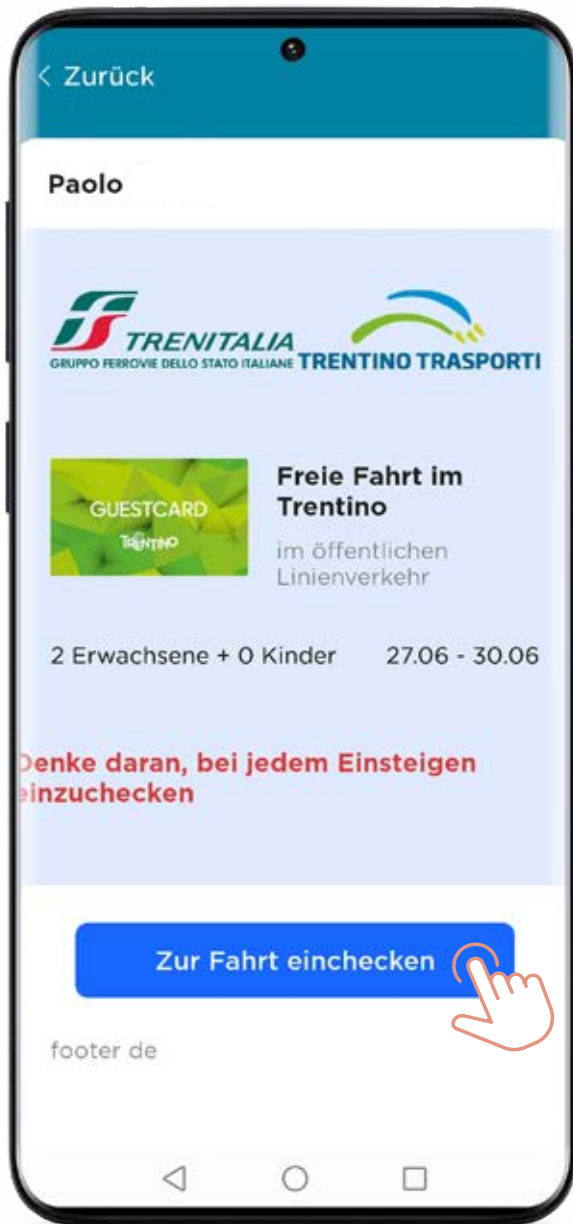 < Zurück
Paolo
TRENITALIA
GRUPPO FERROVIE DELLO STATO ITALIANE
TRENTINO TRASPORTI
GUESTCARD
TRENTINO
Freie Fahrt im
Trentino
im öffentlichen
Linienverkehr
2 Erwachsene + 0 Kinder 27.06 - 30.06
Denke daran, bei jedem Einsteigen
einzuchecken
Zur Fahrt einchecken
footer de